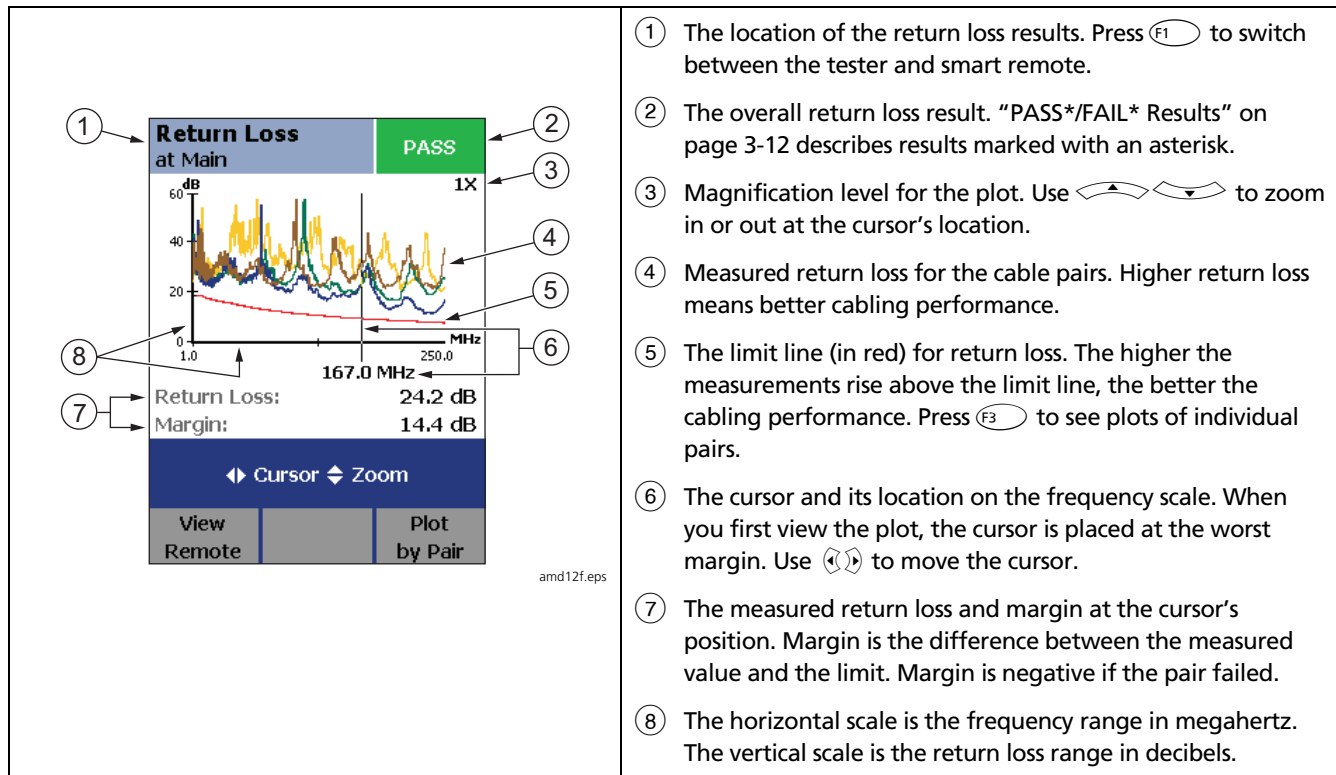 1
Return Loss
at Main
PASS
2
3
1X
dB
60
40
20
0
4
5
6
MHz
1.0
250.0
167.0 MHz
8
7
Return Loss:
24.2 dB
Margin:
14.4 dB
Cursor Zoom
View
Remote
Plot
by Pair
amd12f.eps
1 The location of the return loss results. Press F1 to switch
between the tester and smart remote.
2 The overall return loss result. “PASS*/FAIL* Results” on
page 3-12 describes results marked with an asterisk.
3 Magnification level for the plot. Use to zoom
in or out at the cursor’s location.
4 Measured return loss for the cable pairs. Higher return loss
means better cabling performance.
5 The limit line (in red) for return loss. The higher the
measurements rise above the limit line, the better the
cabling performance. Press F3 to see plots of individual
pairs.
6 The cursor and its location on the frequency scale. When
you first view the plot, the cursor is placed at the worst
margin. Use to move the cursor.
7 The measured return loss and margin at the cursor’s
position. Margin is the difference between the measured
value and the limit. Margin is negative if the pair failed.
8 The horizontal scale is the frequency range in megahertz.
The vertical scale is the return loss range in decibels.